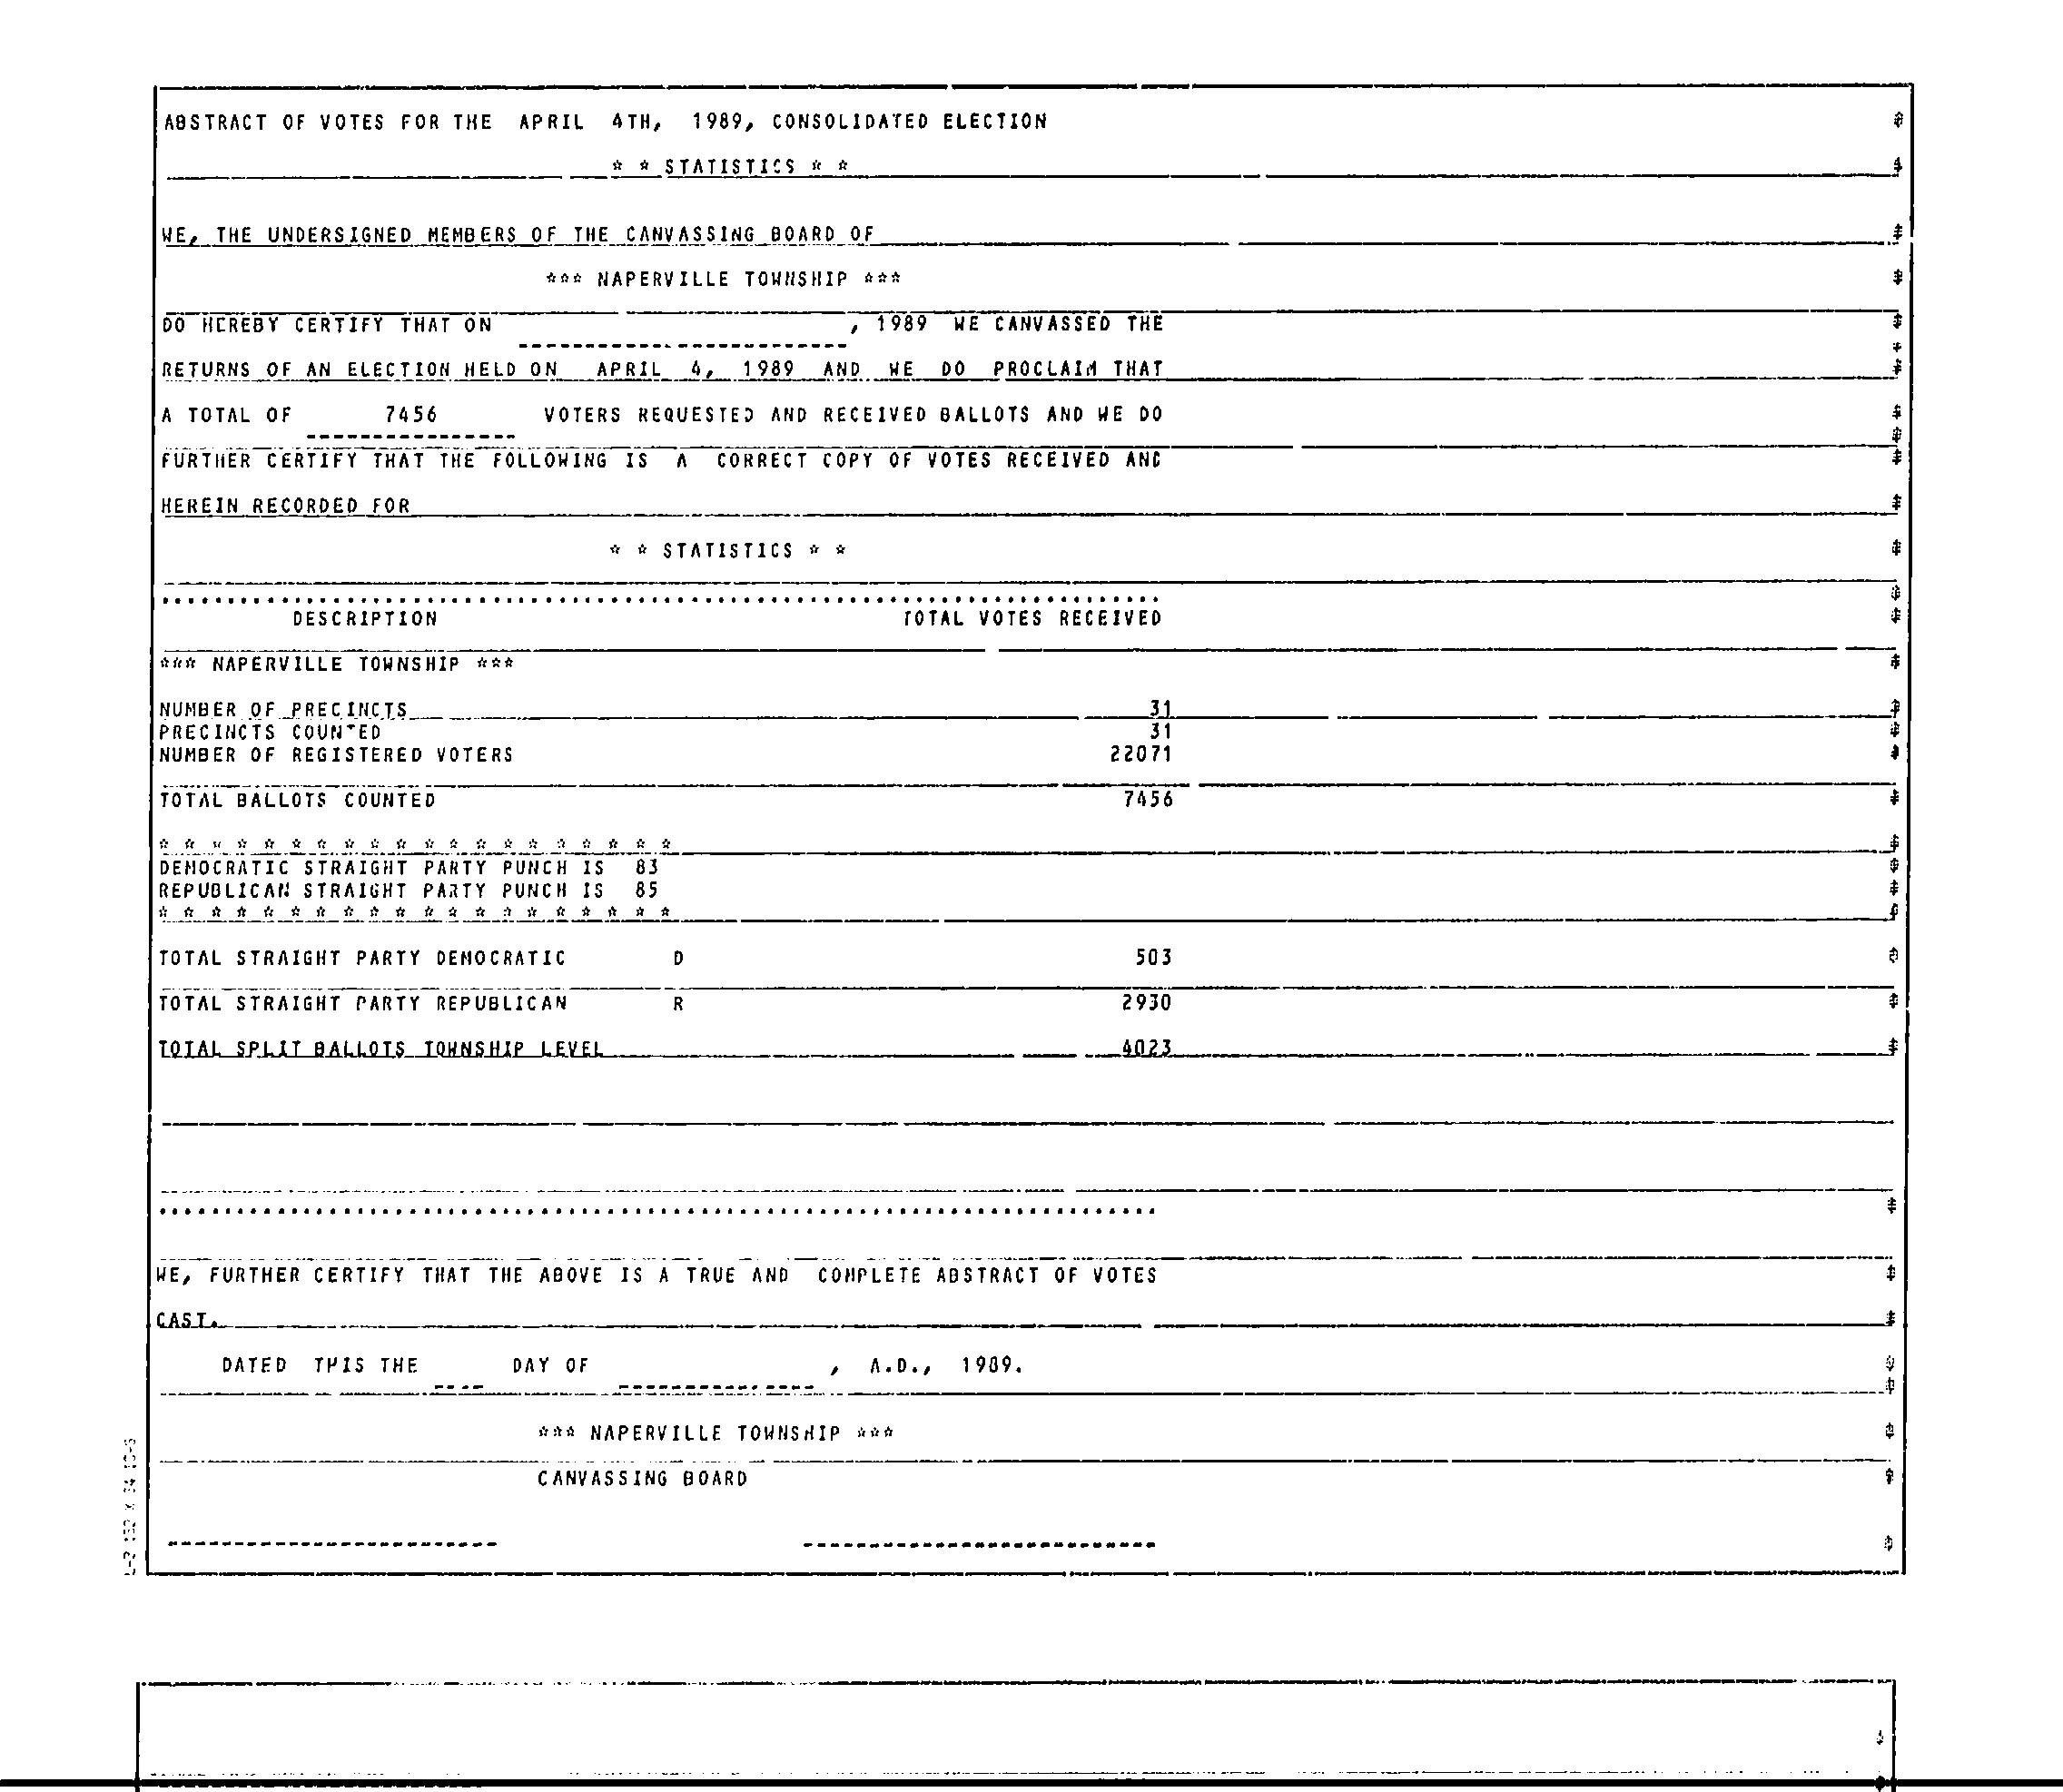 ABSTRACT OF VOTES FOR THE APRIL 4TH, 1989, CONSOLIDATED ELECTION
* * STATISTICS * *
WE, THE UNDERSIGNED MEMBERS OF THE CANVASSING BOARD OF
*** NAPERVILLE TOWNSHIP ***
DO HEREBY CERTIFY THAT ON , 1989 WE CANVASSED THE
RETURNS OF AN ELECTION HELD ON APRIL 4, 1989 AND WE DO PROCLAIM THAT
A TOTAL OF 7456 VOTERS REQUESTED AND RECEIVED BALLOTS AND WE DO
FURTHER CERTIFY THAT THE FOLLOWING IS A CORRECT COPY OF VOTES RECEIVED AND
HEREIN RECORDED FOR
* * STATISTICS * *
DESCRIPTION TOTAL VOTES RECEIVED
*** NAPERVILLE TOWNSHIP ***
NUMBER OF PRECINCTS 31
PRECINCTS COUNTED 31
NUMBER OF REGISTERED VOTERS 22071
TOTAL BALLOTS COUNTED 7456
* * * * * * * * * * * * * * * * * * * *
DEMOCRATIC STRAIGHT PARTY PUNCH IS 83
REPUBLICAN STRAIGHT PARTY PUNCH IS 85
* * * * * * * * * * * * * * * * * * * *
TOTAL STRAIGHT PARTY DEMOCRATIC D 503
TOTAL STRAIGHT PARTY REPUBLICAN R 2930
TOTAL SPLIT BALLOTS TOWNSHIP LEVEL 4023
WE, FURTHER CERTIFY THAT THE ABOVE IS A TRUE AND COMPLETE ABSTRACT OF VOTES
CAST.
DATED THIS THE DAY OF , A.D., 1989.
*** NAPERVILLE TOWNSHIP ***
CANVASSING BOARD